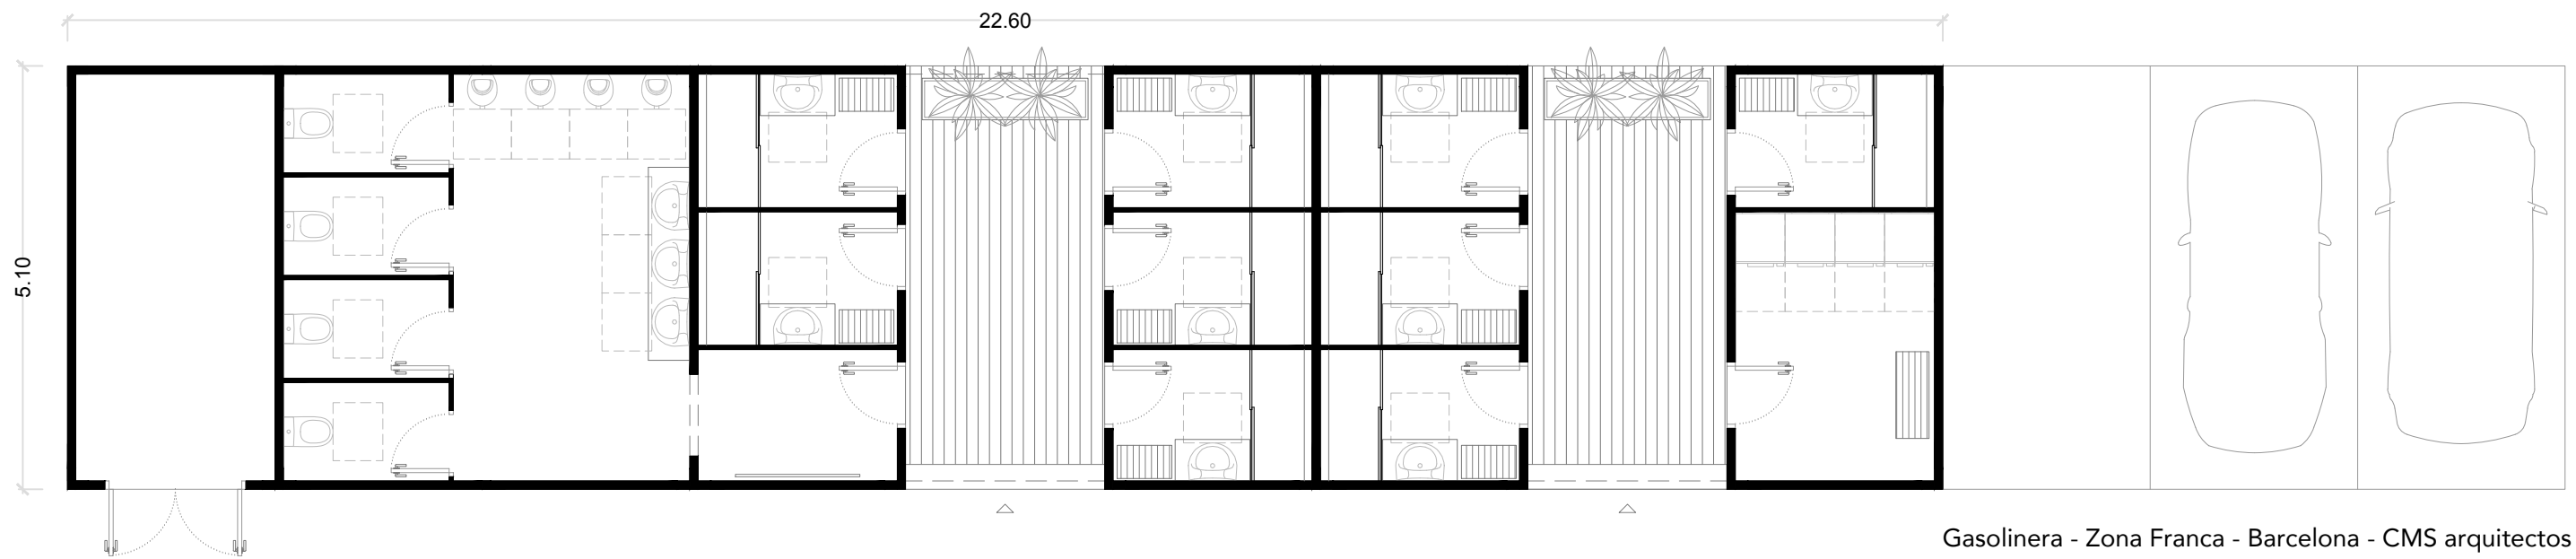 22.60
5.10
Gasolinera - Zona Franca - Barcelona - CMS arquitectos